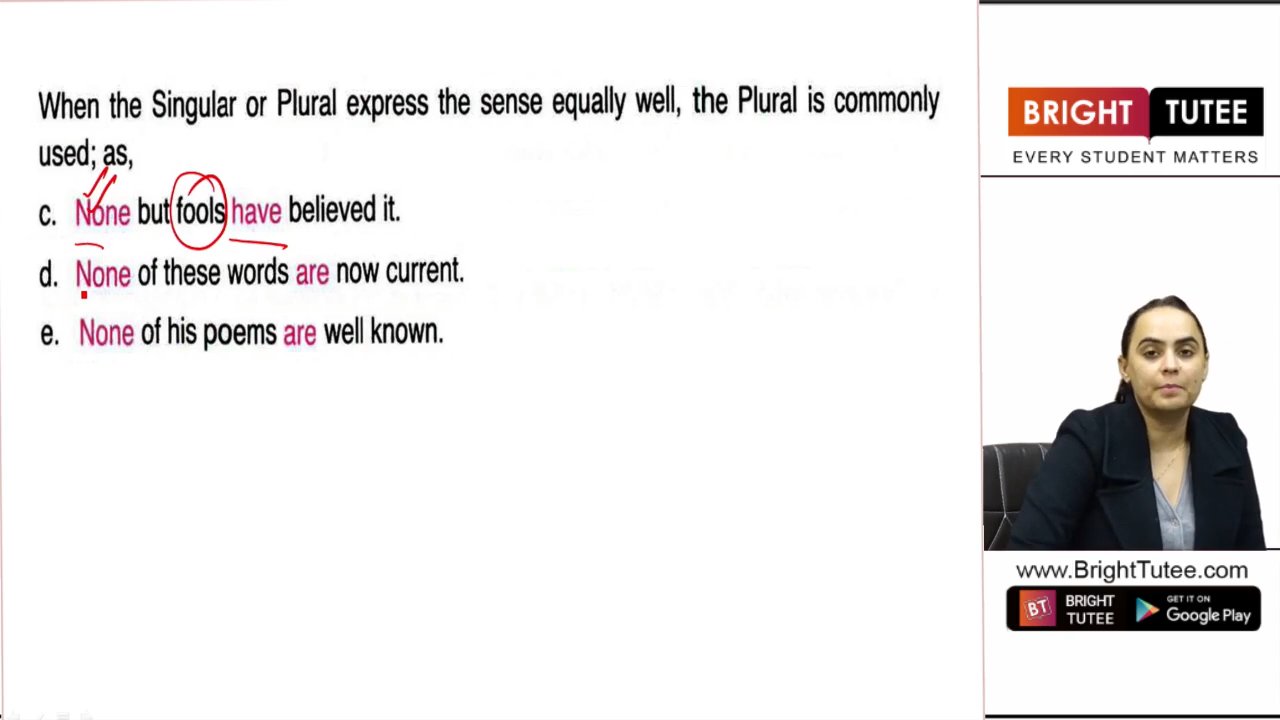 When the Singular or Plural express the sense equally well, the Plural is commonly
used; as,
c. None but fools have believed it.
d. None of these words are now current.
e. None of his poems are well known.
BRIGHT TUTEE
EVERY STUDENT MATTERS
www.BrightTutee.com
BT
BRIGHT
TUTEE
GET IT ON
Google Play